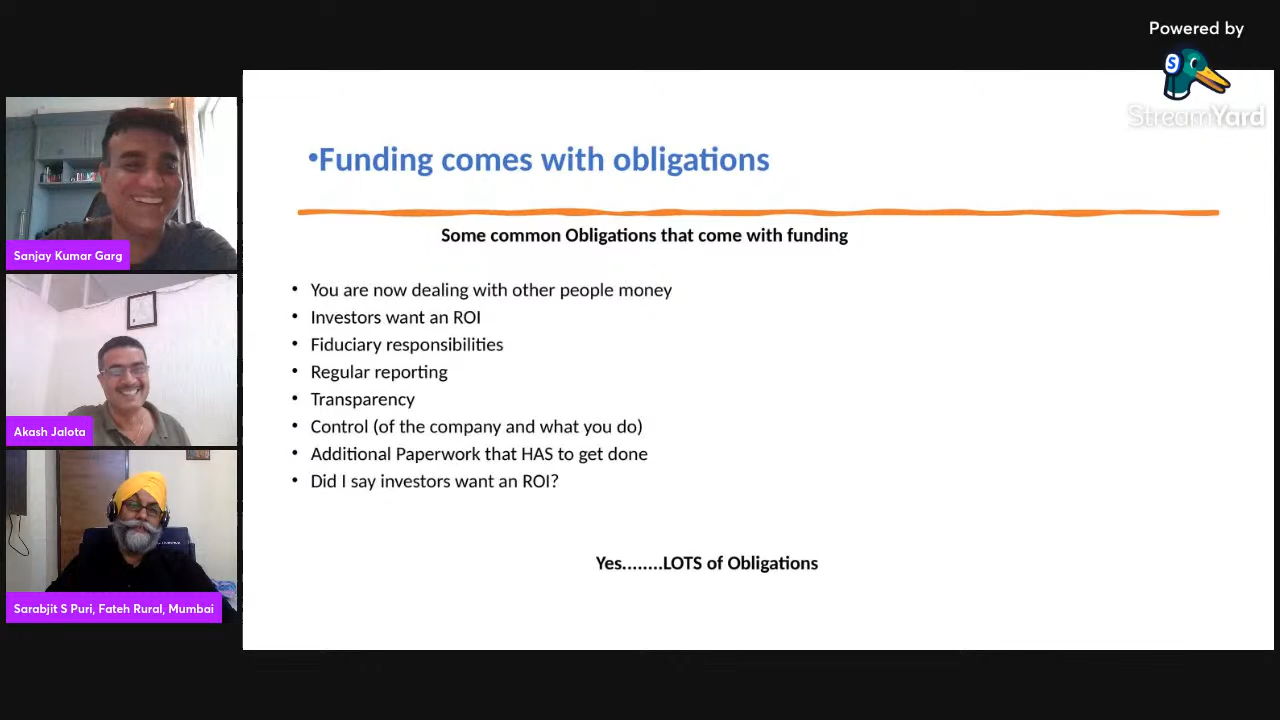 Powered by
S
StreamYard
•Funding comes with obligations
Some common Obligations that come with funding
• You are now dealing with other people money
• Investors want an ROI
• Fiduciary responsibilities
• Regular reporting
• Transparency
• Control (of the company and what you do)
• Additional Paperwork that HAS to get done
• Did I say investors want an ROI?
Yes........LOTS of Obligations
Sanjay Kumar Garg
Akash Jalota
Sarabjit S Puri, Fateh Rural, Mumbai